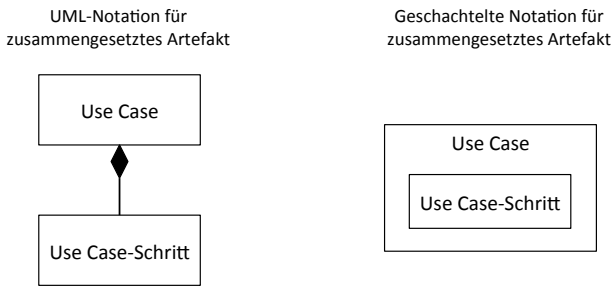 UML-Notation für
zusammengesetztes Artefakt
Use Case
Use Case-Schritt
Geschachtelte Notation für
zusammengesetztes Artefakt
Use Case
Use Case-Schritt